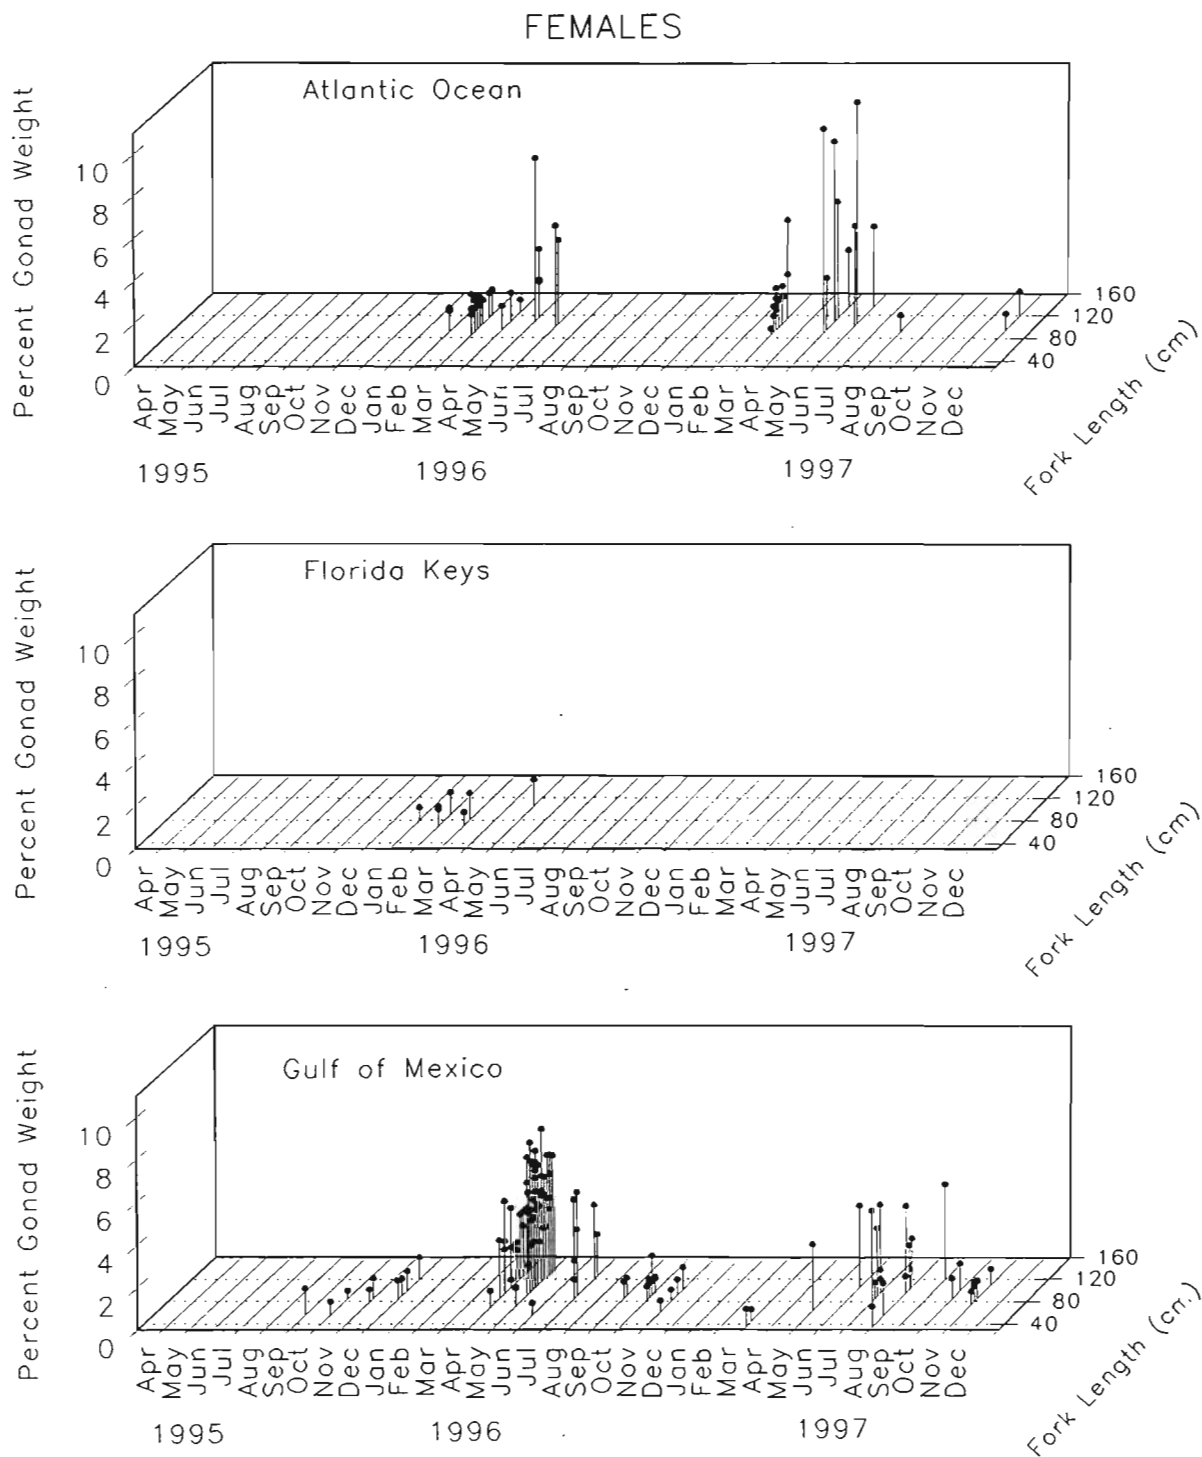 FEMALES
Atlantic Ocean
Percent Gonad Weight
10
8
6
4
2
0
160
120
80
40
Fork Length (cm)
Apr May Jun Jul Aug Sep Oct Nov Dec Jan Feb Mar Apr May Jun Jul Aug Sep Oct Nov Dec Jan Feb Mar Apr May Jun Jul Aug Sep Oct Nov Dec
1995 1996 1997
Florida Keys
Percent Gonad Weight
10
8
6
4
2
0
160
120
80
40
Fork Length (cm)
Apr May Jun Jul Aug Sep Oct Nov Dec Jan Feb Mar Apr May Jun Jul Aug Sep Oct Nov Dec Jan Feb Mar Apr May Jun Jul Aug Sep Oct Nov Dec
1995 1996 1997
Gulf of Mexico
Percent Gonad Weight
10
8
6
4
2
0
160
120
80
40
Fork Length (cm)
Apr May Jun Jul Aug Sep Oct Nov Dec Jan Feb Mar Apr May Jun Jul Aug Sep Oct Nov Dec Jan Feb Mar Apr May Jun Jul Aug Sep Oct Nov Dec
1995 1996 1997